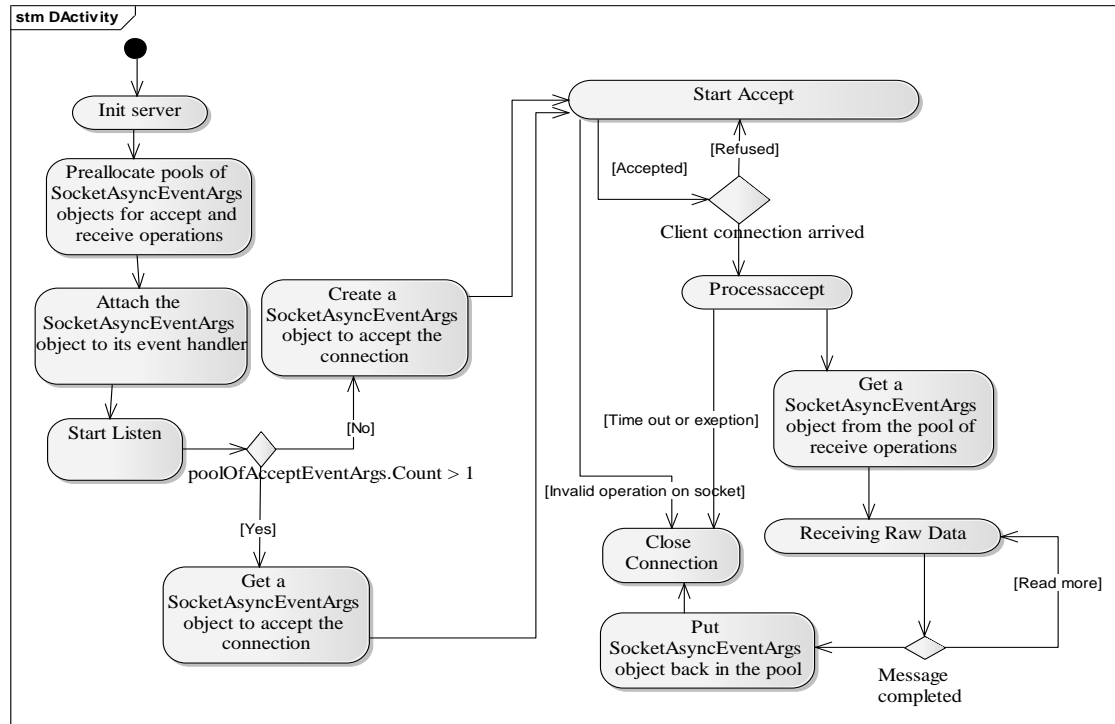 stm DActivity
Init server
Preallocate pools of
SocketAsyncEventArgs
objects for accept and
receive operations
Attach the
SocketAsyncEventArgs
object to its event handler
Start Listen
poolOfAcceptEventArgs.Count > 1
[No]
[Yes]
Create a
SocketAsyncEventArgs
object to accept the
connection
Get a
SocketAsyncEventArgs
object to accept the
connection
Start Accept
[Accepted]
[Refused]
Client connection arrived
Processaccept
[Time out or exeption]
[Invalid operation on socket]
Get a
SocketAsyncEventArgs
object from the pool of
receive operations
Receiving Raw Data
[Read more]
Message
completed
Put
SocketAsyncEventArgs
object back in the pool
Close
Connection